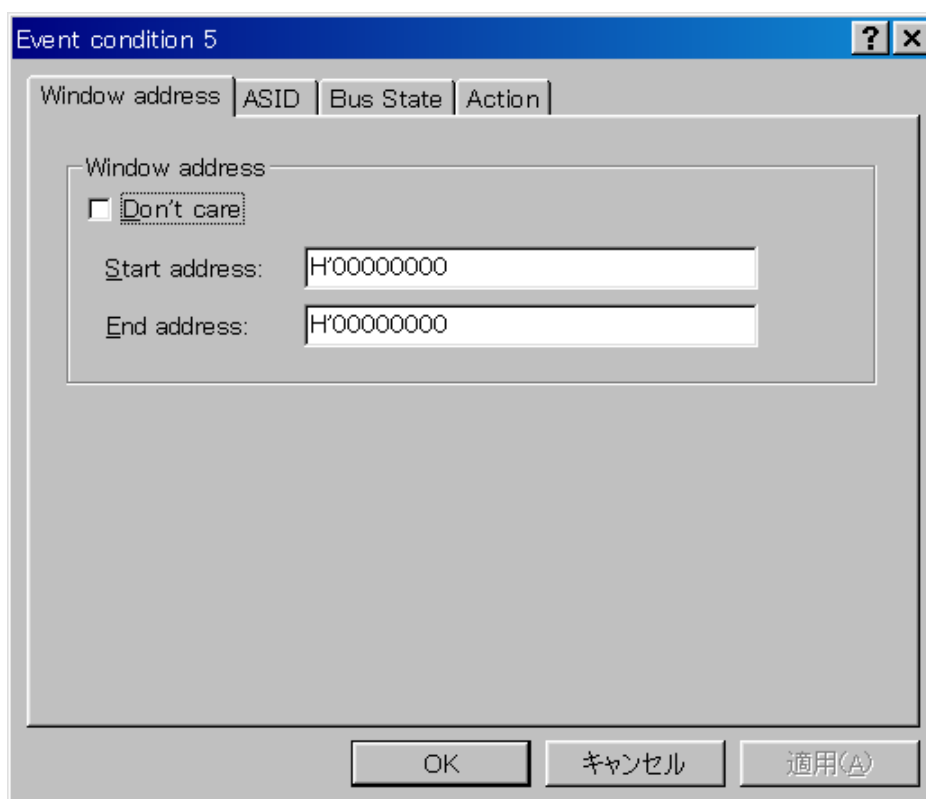 Event condition 5
Window address ASID Bus State Action
Window address
Don't care
Start address: H'00000000
End address: H'00000000
OK キャンセル 適用(A)